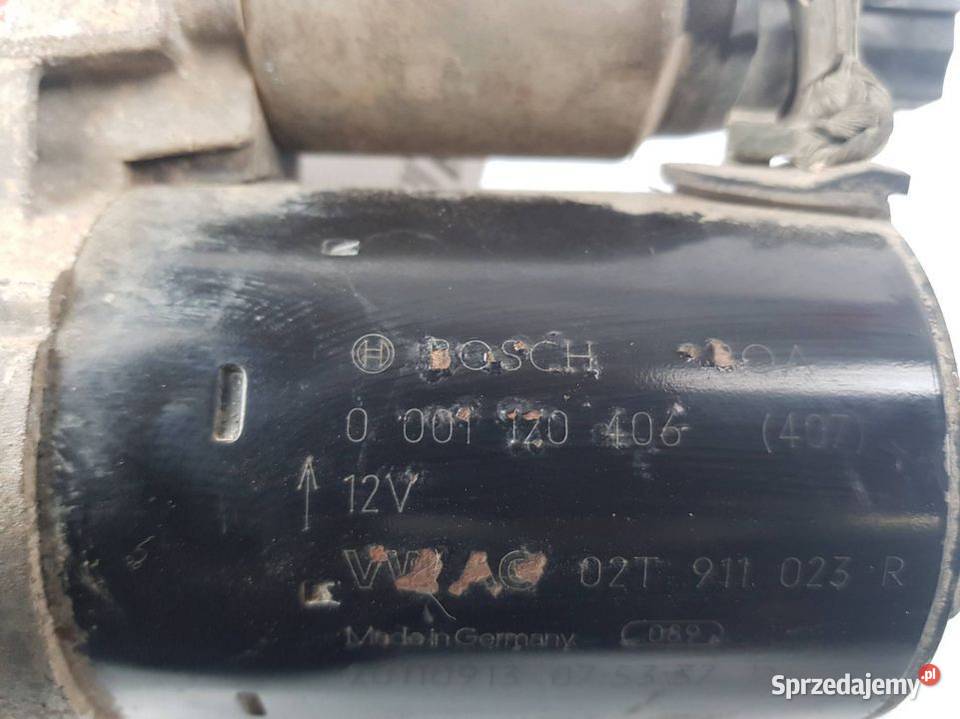 BOSCH
0 001 120 406 (407)
12V
VW AG 02T 911 023 R
Made in Germany 089
Sprzedajemy.pl